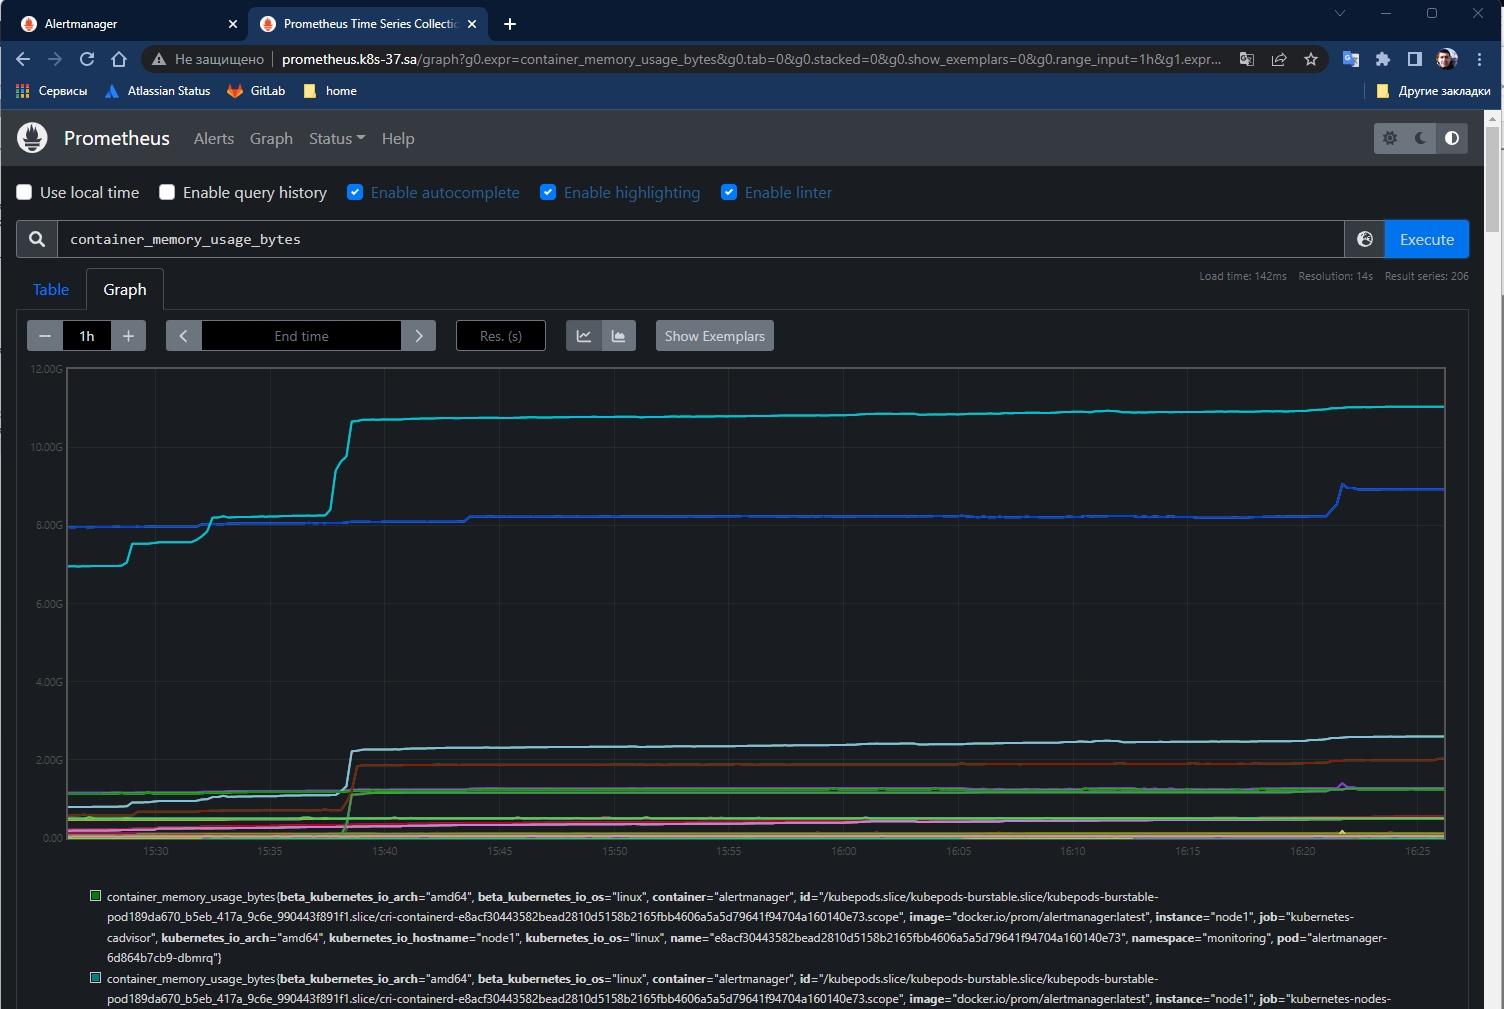 Alertmanager
Prometheus Time Series Collectic
Не защищено
prometheus.k8s-37.sa/graph?g0.expr=container_memory_usage_bytes&g0.tab=0&g0.stacked=0&g0.show_exemplars=0&g0.range_input=1h&g1.expr...
Сервисы
Atlassian Status
GitLab
home
Другие закладки
Prometheus
Alerts
Graph
Status
Help
Use local time
Enable query history
Enable autocomplete
Enable highlighting
Enable linter
container_memory_usage_bytes
Execute
Load time: 142ms Resolution: 14s Result series: 206
Table
Graph
1h
End time
Res. (s)
Show Exemplars
12.00G
10.00G
8.00G
6.00G
4.00G
2.00G
0.00
15:30
15:35
15:40
15:45
15:50
15:55
16:00
16:05
16:10
16:15
16:20
16:25
container_memory_usage_bytes{beta_kubernetes_io_arch="amd64", beta_kubernetes_io_os="linux", container="alertmanager", id="/kubepods.slice/kubepods-burstable.slice/kubepods-burstable-
pod189da670_b5eb_417a_9c6e_990443f891f1.slice/cri-containerd-e8acf30443582bead2810d5158b2165fbb4606a5a5d79641f94704a160140e73.scope", image="docker.io/prom/alertmanager:latest", instance="node1", job="kubernetes-
cadvisor", kubernetes_io_arch="amd64", kubernetes_io_hostname="node1", kubernetes_io_os="linux", name="e8acf30443582bead2810d5158b2165fbb4606a5a5d79641f94704a160140e73", namespace="monitoring", pod="alertmanager-
6d864b7cb9-dbmrq"}
container_memory_usage_bytes{beta_kubernetes_io_arch="amd64", beta_kubernetes_io_os="linux", container="alertmanager", id="/kubepods.slice/kubepods-burstable.slice/kubepods-burstable-
pod189da670_b5eb_417a_9c6e_990443f891f1.slice/cri-containerd-e8acf30443582bead2810d5158b2165fbb4606a5a5d79641f94704a160140e73.scope", image="docker.io/prom/alertmanager:latest", instance="node1", job="kubernetes-nodes-